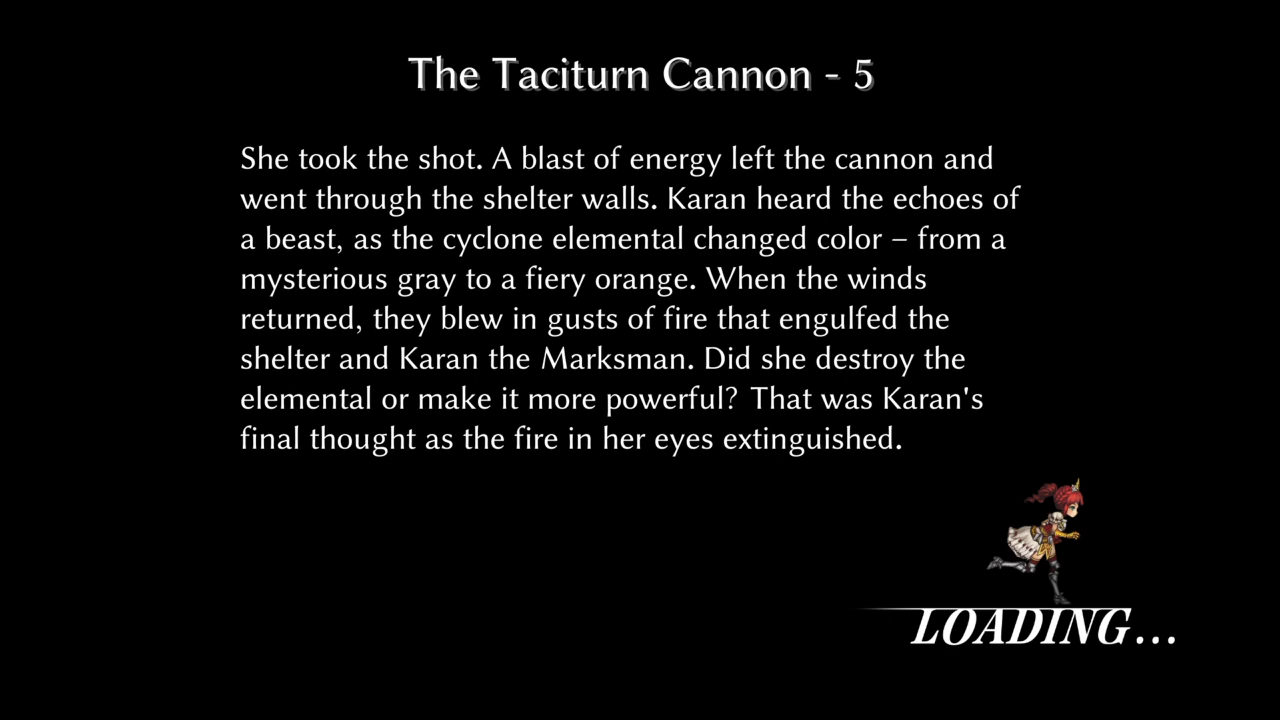 The Taciturn Cannon - 5
She took the shot. A blast of energy left the cannon and
went through the shelter walls. Karan heard the echoes of
a beast, as the cyclone elemental changed color – from a
mysterious gray to a fiery orange. When the winds
returned, they blew in gusts of fire that engulfed the
shelter and Karan the Marksman. Did she destroy the
elemental or make it more powerful? That was Karan's
final thought as the fire in her eyes extinguished.
LOADING...